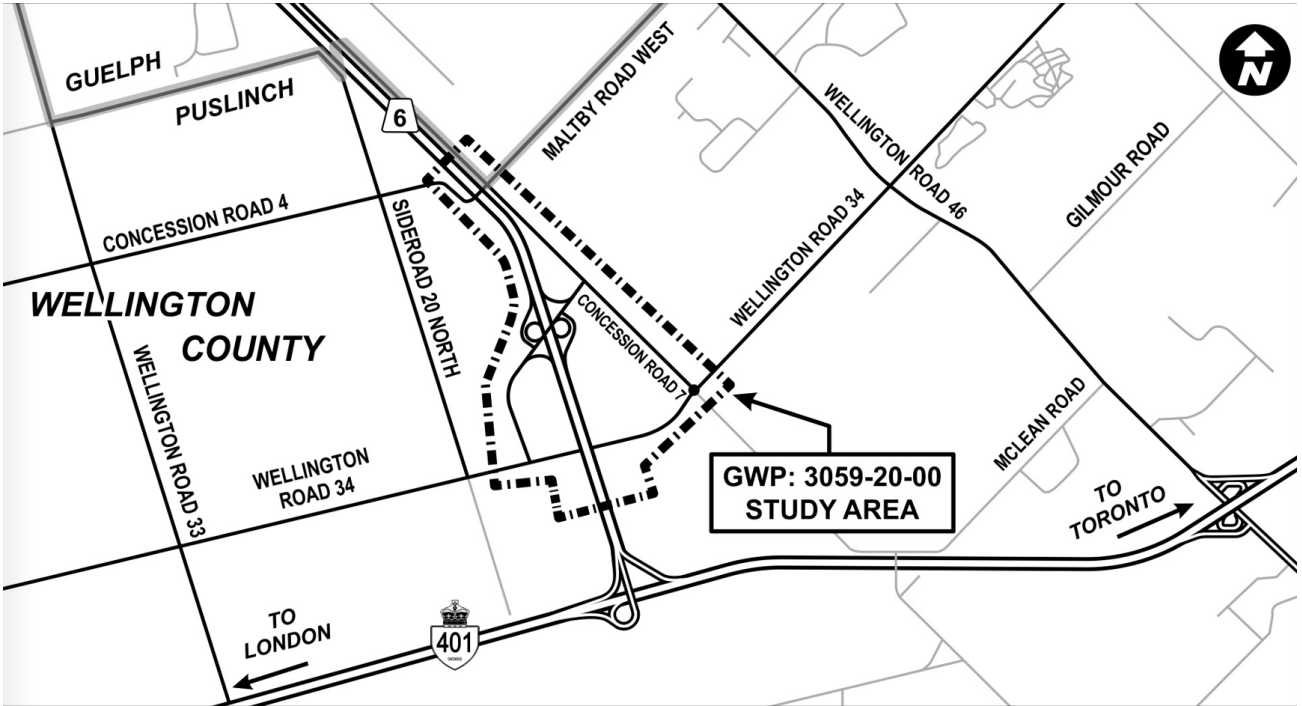 GUELPH
PUSLINCH
6
MALTBY ROAD WEST
N
WELLINGTON ROAD 46
GILMOUR ROAD
CONCESSION ROAD 4
SIDEROAD 20 NORTH
WELLINGTON ROAD 34
WELLINGTON
COUNTY
CONCESSION ROAD 7
WELLINGTON ROAD 33
WELLINGTON
ROAD 34
MCLEAN ROAD
GWP: 3059-20-00
STUDY AREA
TO
TORONTO
TO
LONDON
401